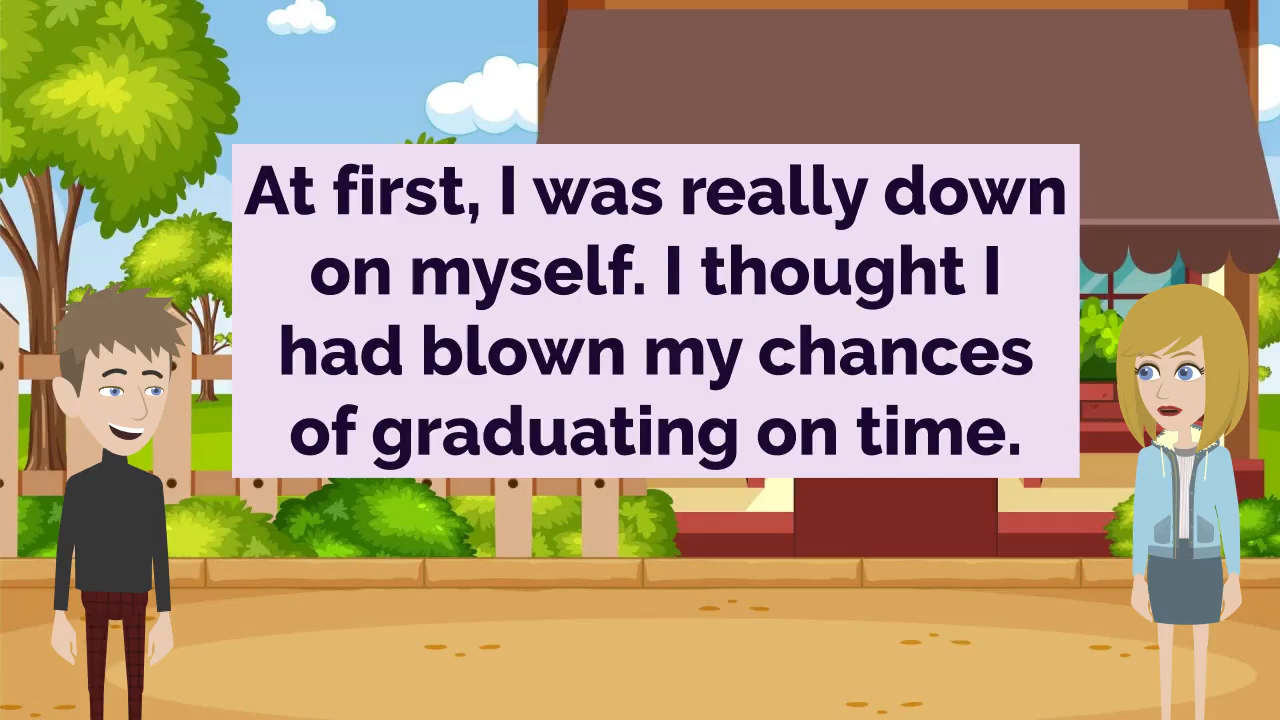 At first, I was really down
on myself. I thought I
had blown my chances
of graduating on time.